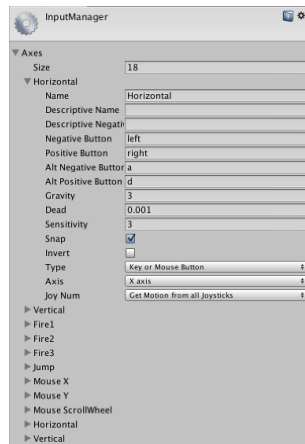 InputManager
Axes
Size 18
Horizontal
Name Horizontal
Descriptive Name
Descriptive Negativ
Negative Button left
Positive Button right
Alt Negative Buttor a
Alt Positive Button d
Gravity 3
Dead 0.001
Sensitivity 3
Snap
Invert
Type Key or Mouse Button
Axis X axis
Joy Num Get Motion from all Joysticks
Vertical
Fire1
Fire2
Fire3
Jump
Mouse X
Mouse Y
Mouse ScrollWheel
Horizontal
Vertical